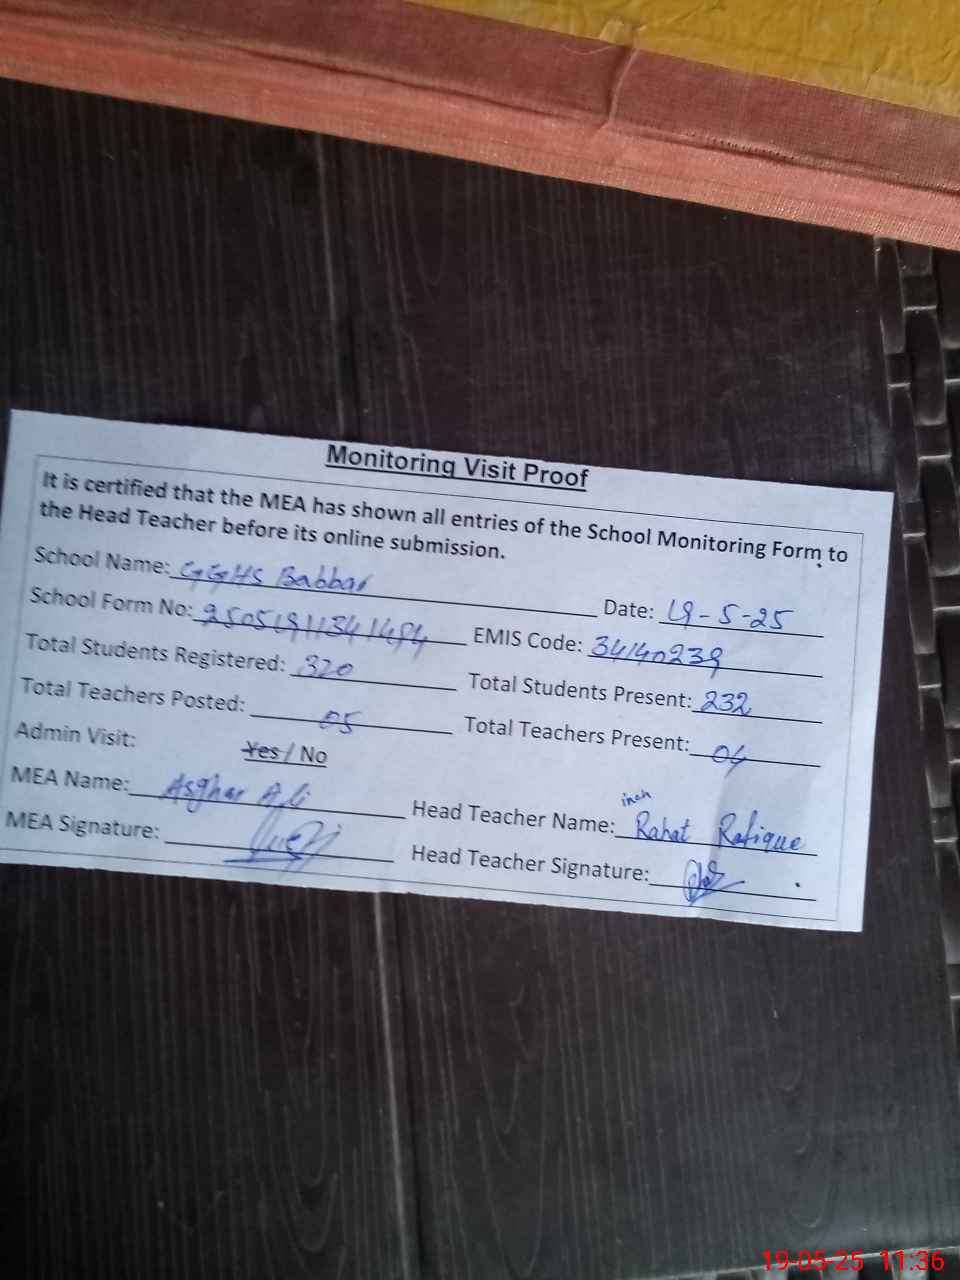 Monitoring Visit Proof
It is certified that the MEA has shown all entries of the School Monitoring Form to
the Head Teacher before its online submission.
School Name: GGHS Babbar Date: 19-5-25
School Form No: 25051911341484 EMIS Code: 34140239
Total Students Registered: 320 Total Students Present: 232
Total Teachers Posted: 05 Total Teachers Present: 04
Admin Visit: Yes / No
MEA Name: Asghar Ali Head Teacher Name: inch Rahat Rafique
MEA Signature: Head Teacher Signature:
19-05-25 11:36